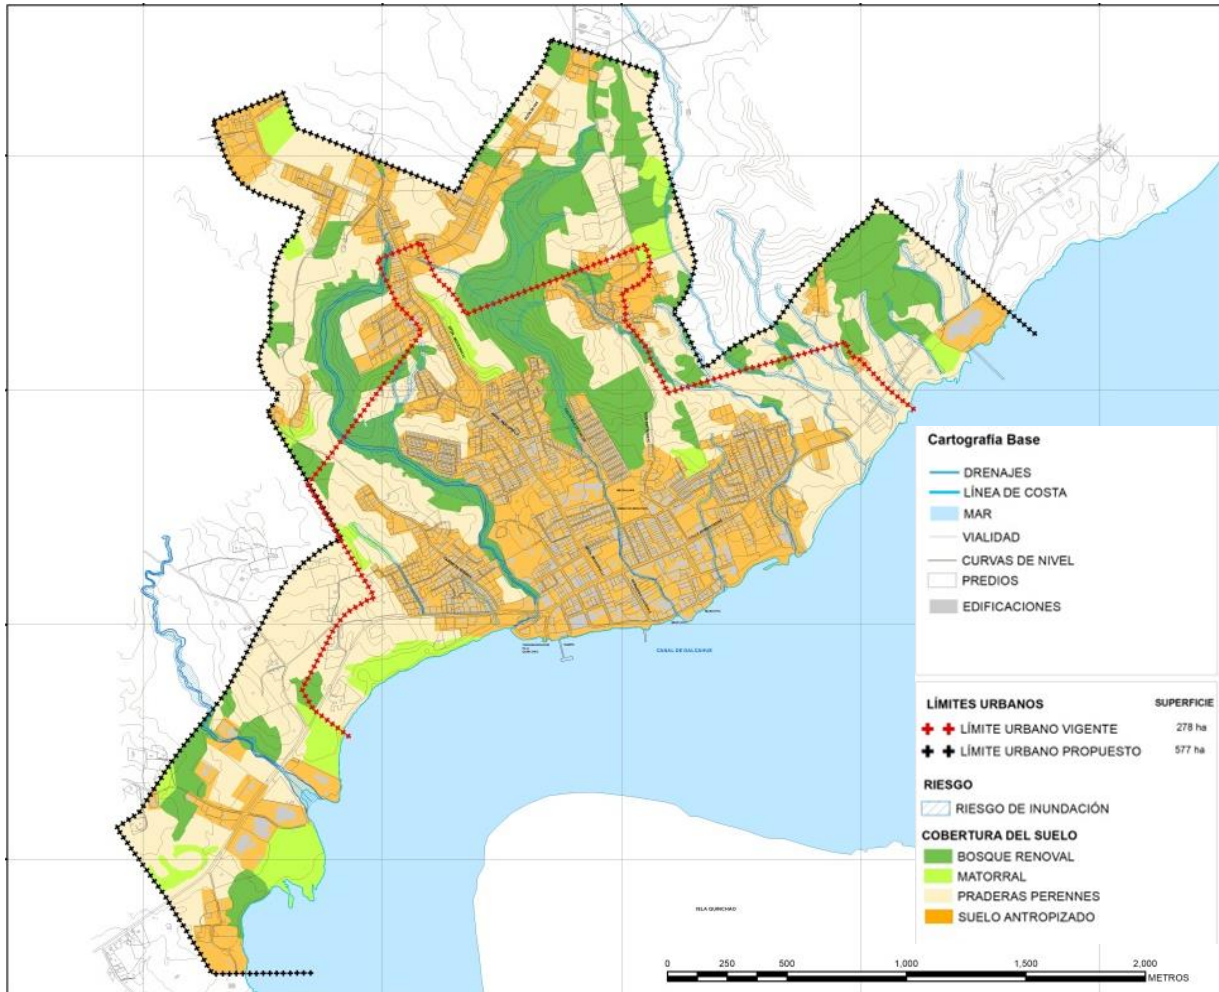 CANAL DE DALCAHUE
ISLA QUINCHAO
Cartografía Base
DRENAJES
LÍNEA DE COSTA
MAR
VIALIDAD
CURVAS DE NIVEL
PREDIOS
EDIFICACIONES
LÍMITES URBANOS SUPERFICIE
LÍMITE URBANO VIGENTE 278 ha
LÍMITE URBANO PROPUESTO 577 ha
RIESGO
RIESGO DE INUNDACIÓN
COBERTURA DEL SUELO
BOSQUE RENOVAL
MATORRAL
PRADERAS PERENNES
SUELO ANTROPIZADO
0 250 500 1,000 1,500 2,000
METROS